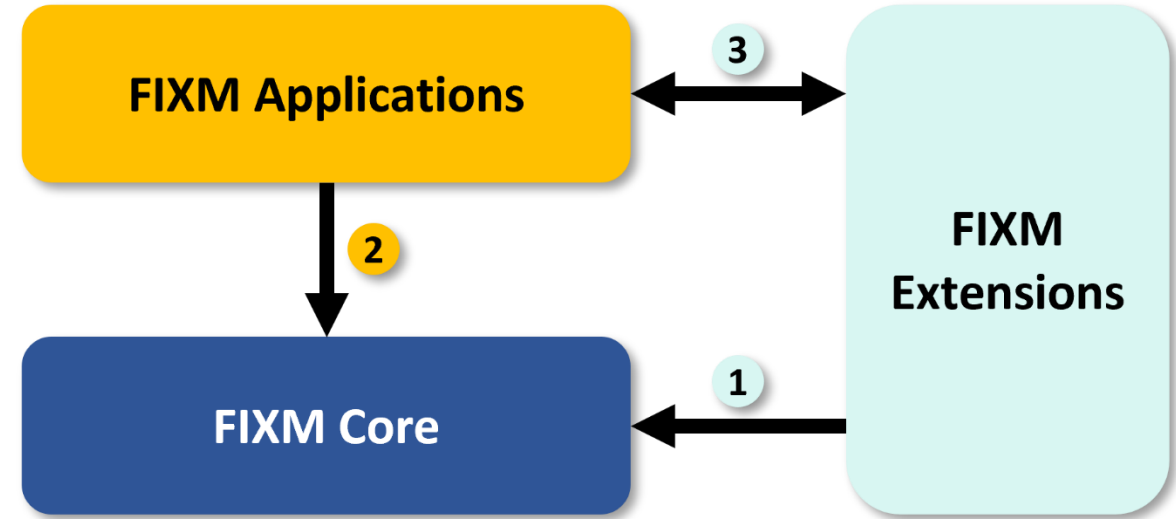 FIXM Applications
3
FIXM
Extensions
2
FIXM Core
1